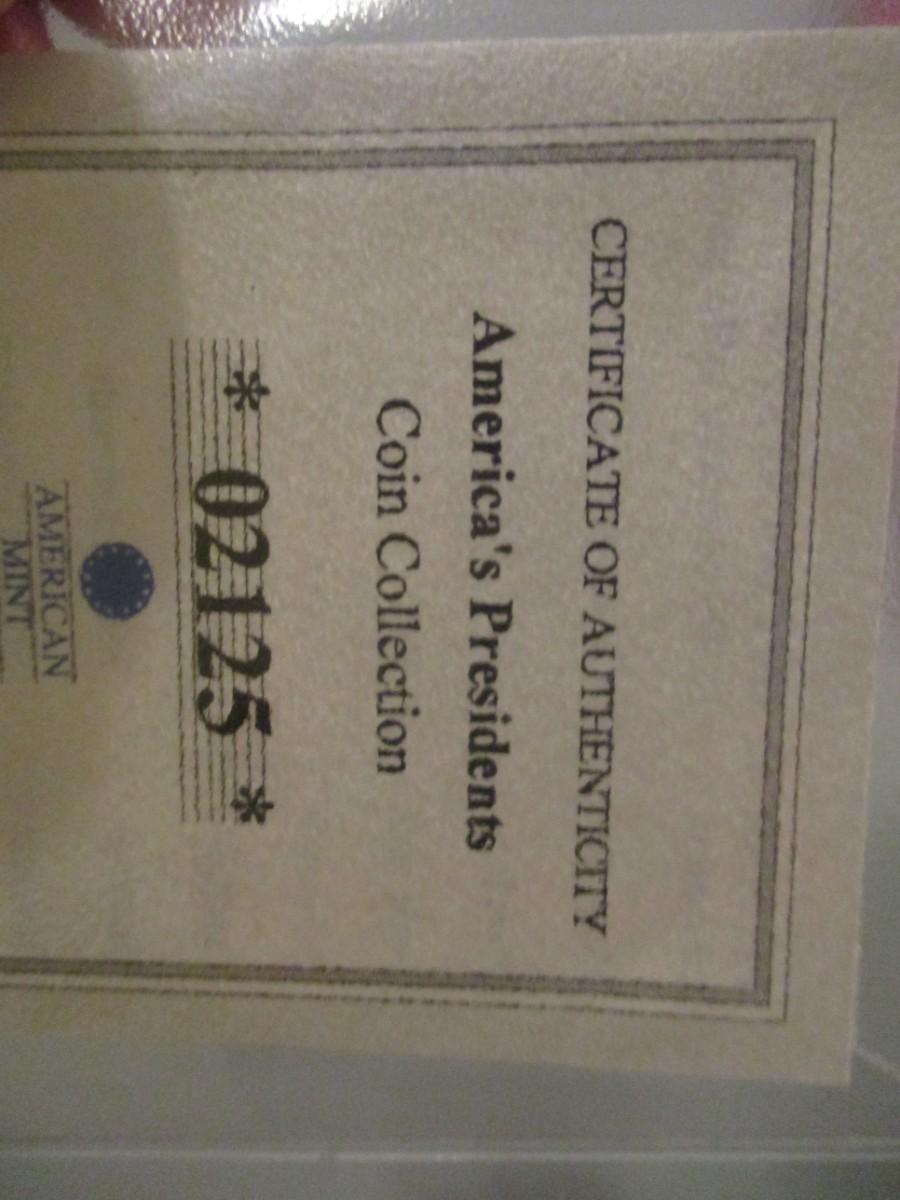 CERTIFICATE OF AUTHENTICITY
America's Presidents
Coin Collection
* 02125 *
AMERICAN
MINT